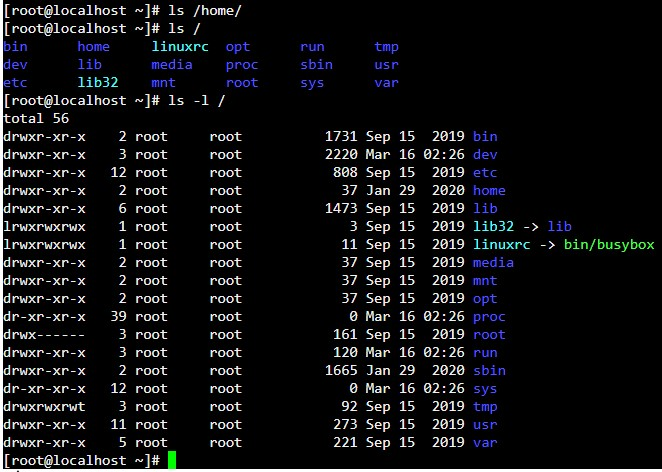 [root@localhost ~]# ls /home/
[root@localhost ~]# ls /
bin      home     linuxrc  opt      run      tmp
dev      lib      media    proc     sbin     usr
etc      lib32    mnt      root     sys      var
[root@localhost ~]# ls -l /
total 56
drwxr-xr-x    2 root     root          1731 Sep 15  2019 bin
drwxr-xr-x    3 root     root          2220 Mar 16 02:26 dev
drwxr-xr-x   12 root     root           808 Sep 15  2019 etc
drwxr-xr-x    2 root     root            37 Jan 29  2020 home
drwxr-xr-x    6 root     root          1473 Sep 15  2019 lib
lrwxrwxrwx    1 root     root             3 Sep 15  2019 lib32 -> lib
lrwxrwxrwx    1 root     root            11 Sep 15  2019 linuxrc -> bin/busybox
drwxr-xr-x    2 root     root            37 Sep 15  2019 media
drwxr-xr-x    2 root     root            37 Sep 15  2019 mnt
drwxr-xr-x    2 root     root            37 Sep 15  2019 opt
dr-xr-xr-x   39 root     root             0 Mar 16 02:26 proc
drwx------    3 root     root           161 Sep 15  2019 root
drwxr-xr-x    3 root     root           120 Mar 16 02:26 run
drwxr-xr-x    2 root     root          1665 Jan 29  2020 sbin
dr-xr-xr-x   12 root     root             0 Mar 16 02:26 sys
drwxrwxrwt    3 root     root            92 Sep 15  2019 tmp
drwxr-xr-x   11 root     root           273 Sep 15  2019 usr
drwxr-xr-x    5 root     root           221 Sep 15  2019 var
[root@localhost ~]#